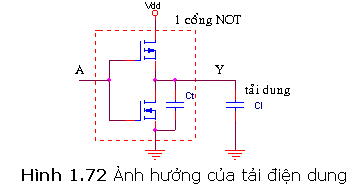 Vdd
1 cổng NOT
A
Y
tải dung
Ct
Cl
Hình 1.72 Ảnh hưởng của tải điện dung